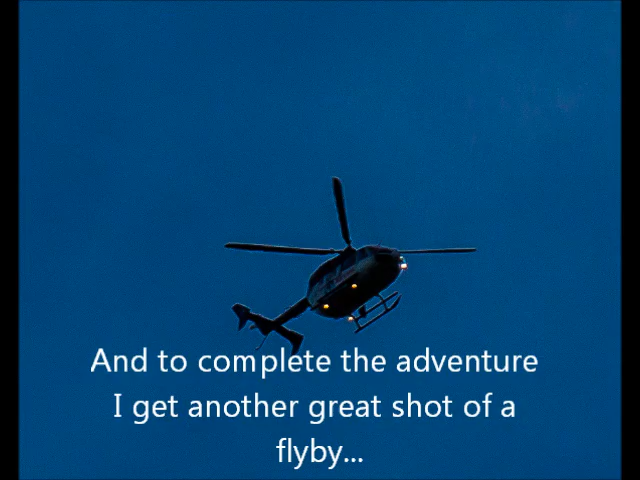 And to complete the adventure
I get another great shot of a
flyby...